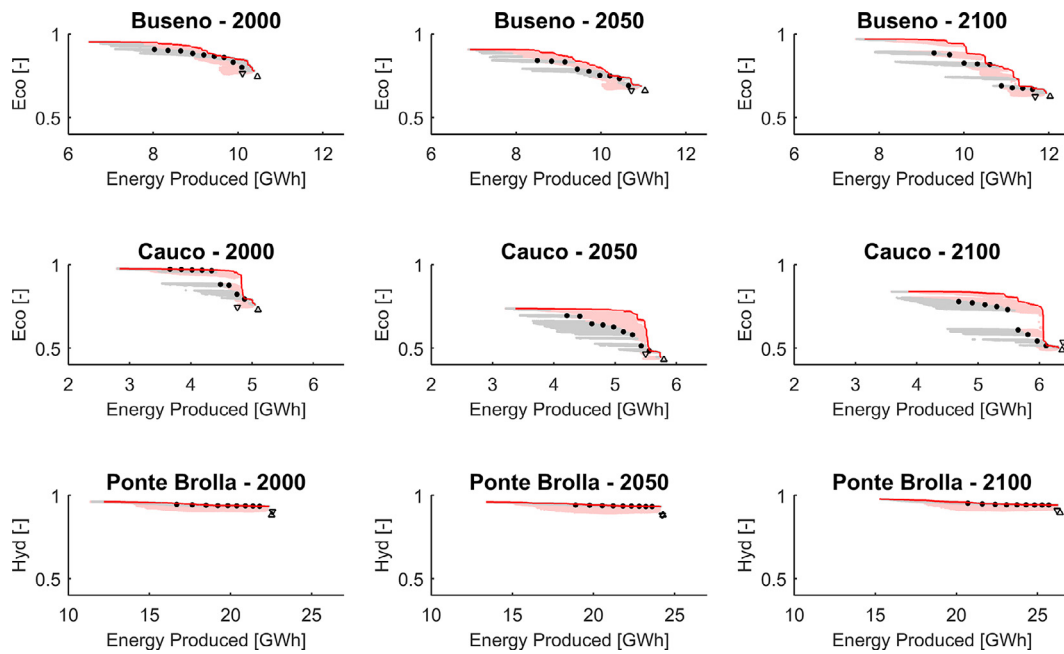 Buseno - 2000
Buseno - 2050
Buseno - 2100
1
0.5
Eco [-]
6 8 10 12
Energy Produced [GWh]
1
0.5
Eco [-]
6 8 10 12
Energy Produced [GWh]
1
0.5
Eco [-]
6 8 10 12
Energy Produced [GWh]
Cauco - 2000
Cauco - 2050
Cauco - 2100
1
0.5
Eco [-]
2 3 4 5 6
Energy Produced [GWh]
1
0.5
Eco [-]
2 3 4 5 6
Energy Produced [GWh]
1
0.5
Eco [-]
2 3 4 5 6
Energy Produced [GWh]
Ponte Brolla - 2000
Ponte Brolla - 2050
Ponte Brolla - 2100
1
0.5
Hyd [-]
10 15 20 25
Energy Produced [GWh]
1
0.5
Hyd [-]
10 15 20 25
Energy Produced [GWh]
1
0.5
Hyd [-]
10 15 20 25
Energy Produced [GWh]